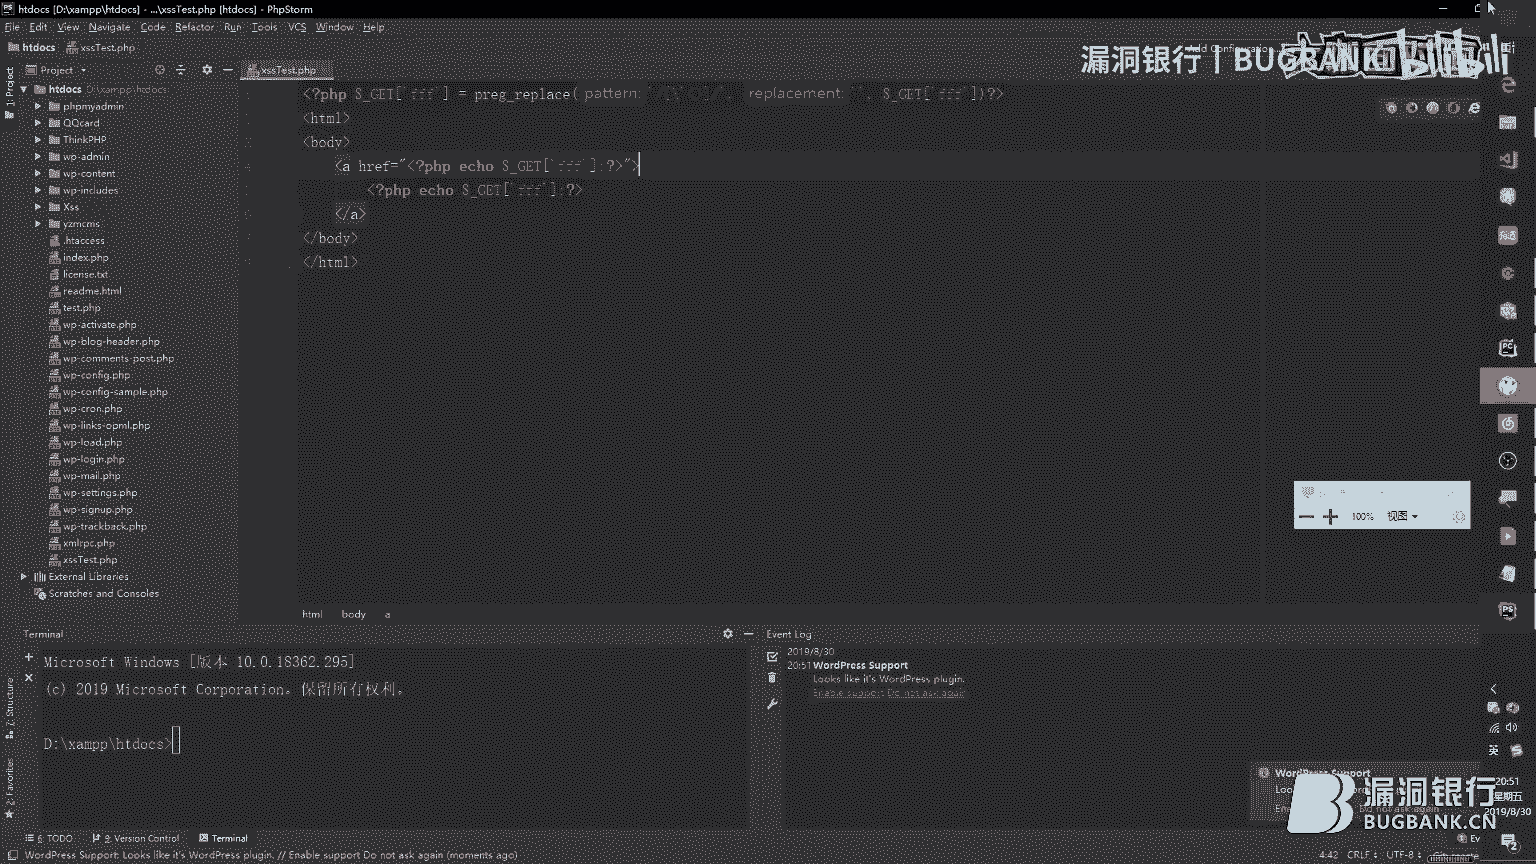 htdocs [D:\xampp\htdocs] - ...\xssTest.php [htdocs] - PhpStorm
File Edit View Navigate Code Refactor Run Tools VCS Window Help
htdocs xssTest.php
漏洞银行 | BUGBANK
bilibili
Project
xssTest.php
1: Project
htdocs D:\xampp\htdocs
phpmyadmin
QQcard
ThinkPHP
wp-admin
wp-content
wp-includes
Xss
yzmcms
.htaccess
index.php
license.txt
readme.html
test.php
wp-activate.php
wp-blog-header.php
wp-comments-post.php
wp-config.php
wp-config-sample.php
wp-cron.php
wp-links-opml.php
wp-load.php
wp-login.php
wp-mail.php
wp-settings.php
wp-signup.php
wp-trackback.php
xmlrpc.php
xssTest.php
External Libraries
Scratches and Consoles
<?php $_GET['fff'] = preg_replace( pattern: replacement: $_GET['fff'])?>
<html>
<body>
<a href="<?php echo $_GET['fff'];?>">
<?php echo $_GET['fff'];?>
</a>
</body>
</html>
100% 视图
html body a
Terminal
Microsoft Windows [版本 10.0.18362.295]
(c) 2019 Microsoft Corporation。保留所有权利。
D:\xampp\htdocs>
Event Log
2019/8/30
20:51 WordPress Support
Looks like it's WordPress plugin.
Enable support Do not ask again
7: Structure
2: Favorites
WordPress Support
漏洞银行
BUGBANK.CN
英
20:51
星期五
2019/8/30
6: TODO 9: Version Control Terminal
WordPress Support: Looks like it's WordPress plugin. // Enable support Do not ask again (moments ago)
4:42 CRLF UTF-8